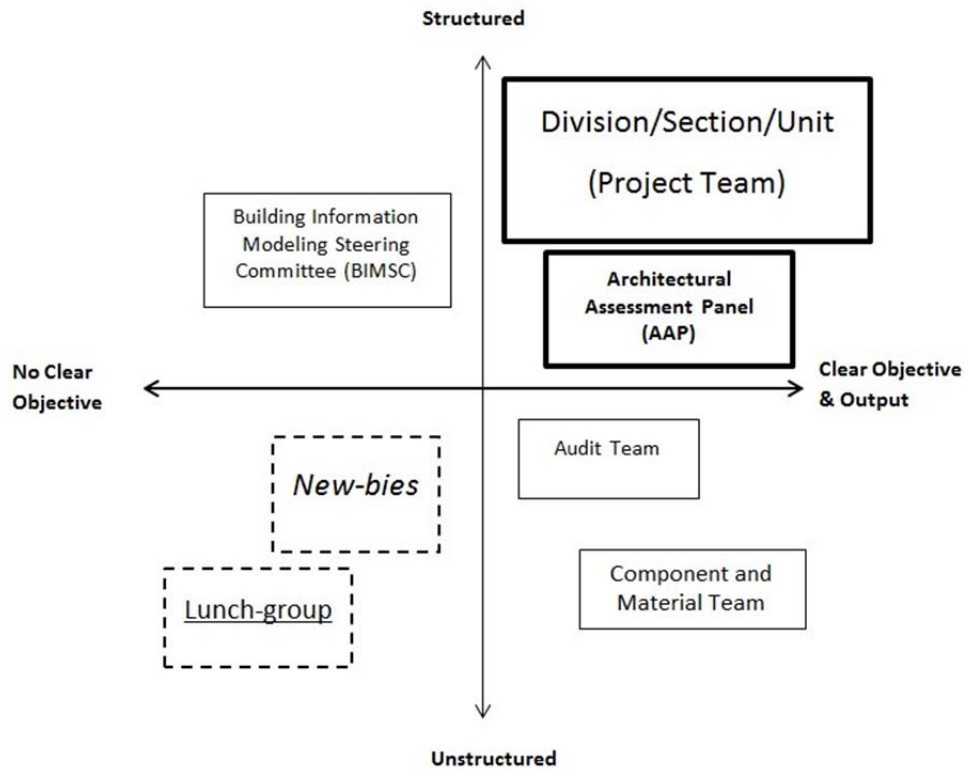 Structured
Division/Section/Unit
(Project Team)
Building Information
Modeling Steering
Committee (BIMSC)
Architectural
Assessment Panel
(AAP)
No Clear
Objective
Clear Objective
& Output
Audit Team
New-bies
Component and
Material Team
Lunch-group
Unstructured